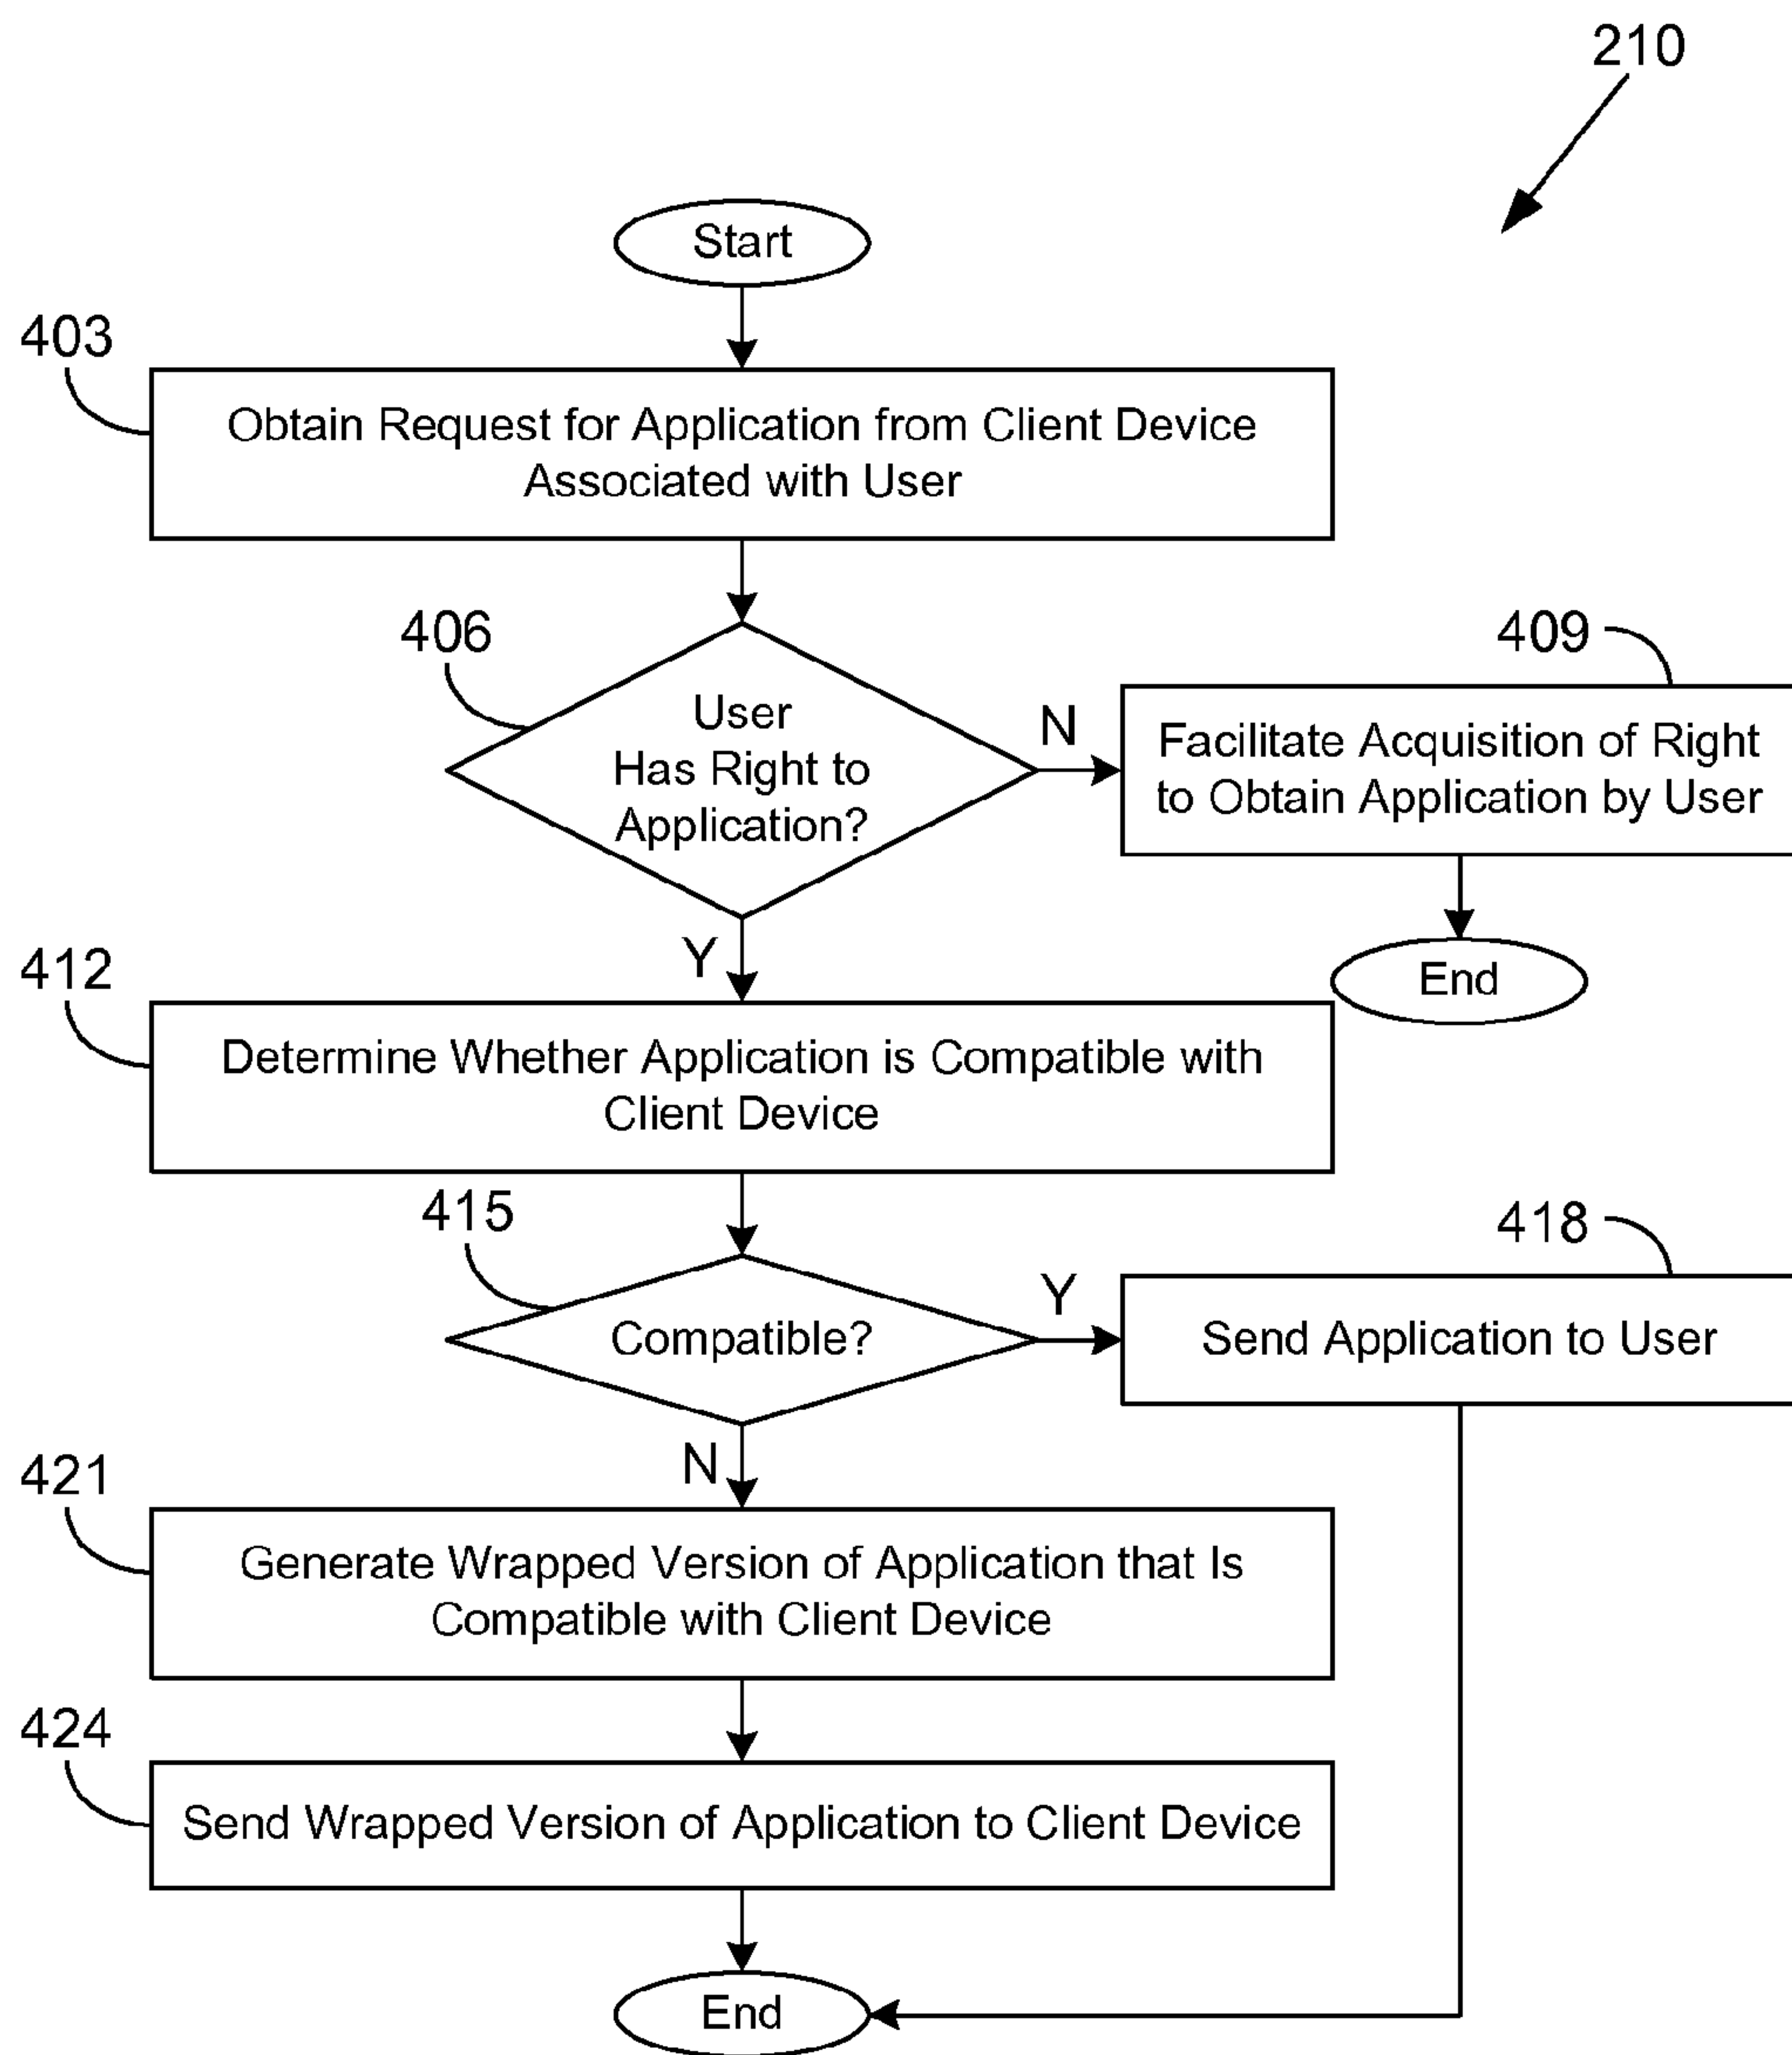 210
Start
403
Obtain Request for Application from Client Device
Associated with User
406
User
Has Right to
Application?
N
409
Facilitate Acquisition of Right
to Obtain Application by User
End
Y
412
Determine Whether Application is Compatible with
Client Device
415
Compatible?
Y
418
Send Application to User
N
421
Generate Wrapped Version of Application that Is
Compatible with Client Device
424
Send Wrapped Version of Application to Client Device
End